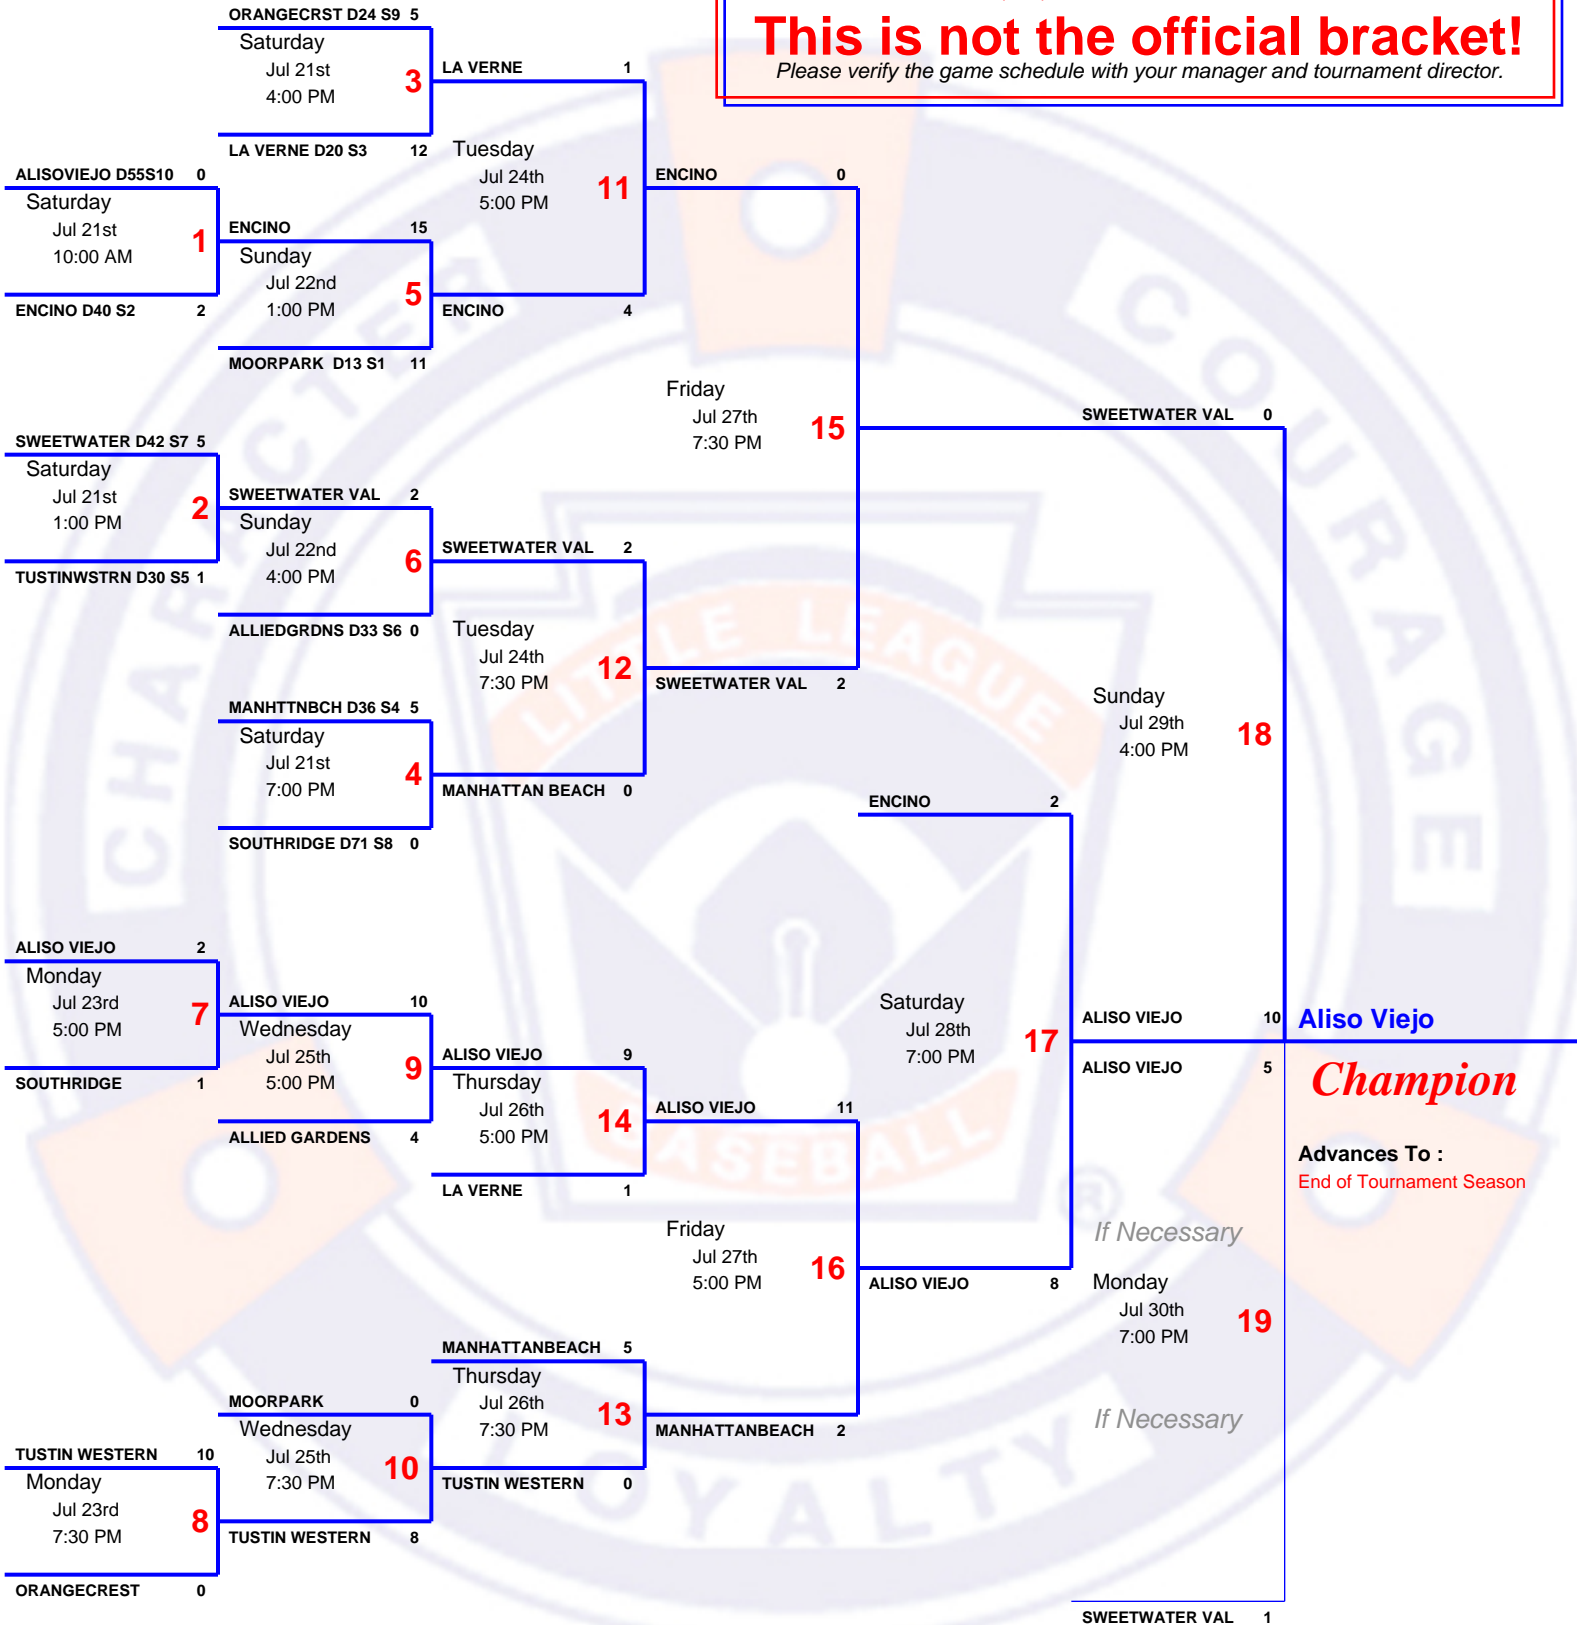 This is not the official bracket!
Please verify the game schedule with your manager and tournament director.
ORANGECRST D24 S9 5
Saturday
Jul 21st
4:00 PM
3
LA VERNE D20 S3 12
LA VERNE 1
Tuesday
Jul 24th
5:00 PM
11
ENCINO 4
ALISOVIEJO D55S10 0
Saturday
Jul 21st
10:00 AM
1
ENCINO D40 S2 2
ENCINO 15
Sunday
Jul 22nd
1:00 PM
5
MOORPARK D13 S1 11
ENCINO 0
Friday
Jul 27th
7:30 PM
15
SWEETWATER VAL 2
SWEETWATER D42 S7 5
Saturday
Jul 21st
1:00 PM
2
TUSTINWSTRN D30 S5 1
SWEETWATER VAL 2
Sunday
Jul 22nd
4:00 PM
6
ALLIEDGRDNS D33 S6 0
SWEETWATER VAL 2
Tuesday
Jul 24th
7:30 PM
12
MANHATTAN BEACH 0
MANHTTNBCH D36 S4 5
Saturday
Jul 21st
7:00 PM
4
SOUTHRIDGE D71 S8 0
SWEETWATER VAL 0
Sunday
Jul 29th
4:00 PM
18
ALISO VIEJO 10
ENCINO 2
Saturday
Jul 28th
7:00 PM
17
ALISO VIEJO 8
ALISO VIEJO 2
Monday
Jul 23rd
5:00 PM
7
SOUTHRIDGE 1
ALISO VIEJO 10
Wednesday
Jul 25th
5:00 PM
9
ALLIED GARDENS 4
ALISO VIEJO 9
Thursday
Jul 26th
5:00 PM
14
LA VERNE 1
ALISO VIEJO 11
Friday
Jul 27th
5:00 PM
16
MANHATTANBEACH 2
MANHATTANBEACH 5
Thursday
Jul 26th
7:30 PM
13
TUSTIN WESTERN 0
MOORPARK 0
Wednesday
Jul 25th
7:30 PM
10
TUSTIN WESTERN 8
TUSTIN WESTERN 10
Monday
Jul 23rd
7:30 PM
8
ORANGECREST 0
ALISO VIEJO 5
If Necessary
Monday
Jul 30th
7:00 PM
19
If Necessary
SWEETWATER VAL 1
Aliso Viejo
Champion
Advances To :
End of Tournament Season
CHARACTER
COURAGE
LOYALTY
LITTLE LEAGUE
BASEBALL
®